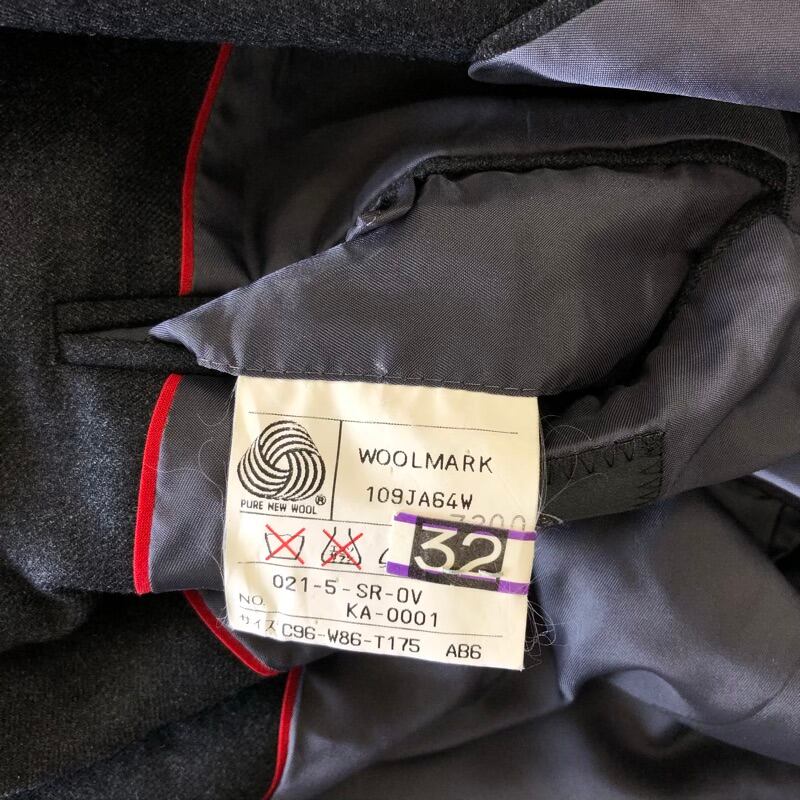 WOOLMARK
109JA64W
®
PURE NEW WOOL
32
021-5-SR-OV
NO. KA-0001
サイズ C96-W86-T175 AB6